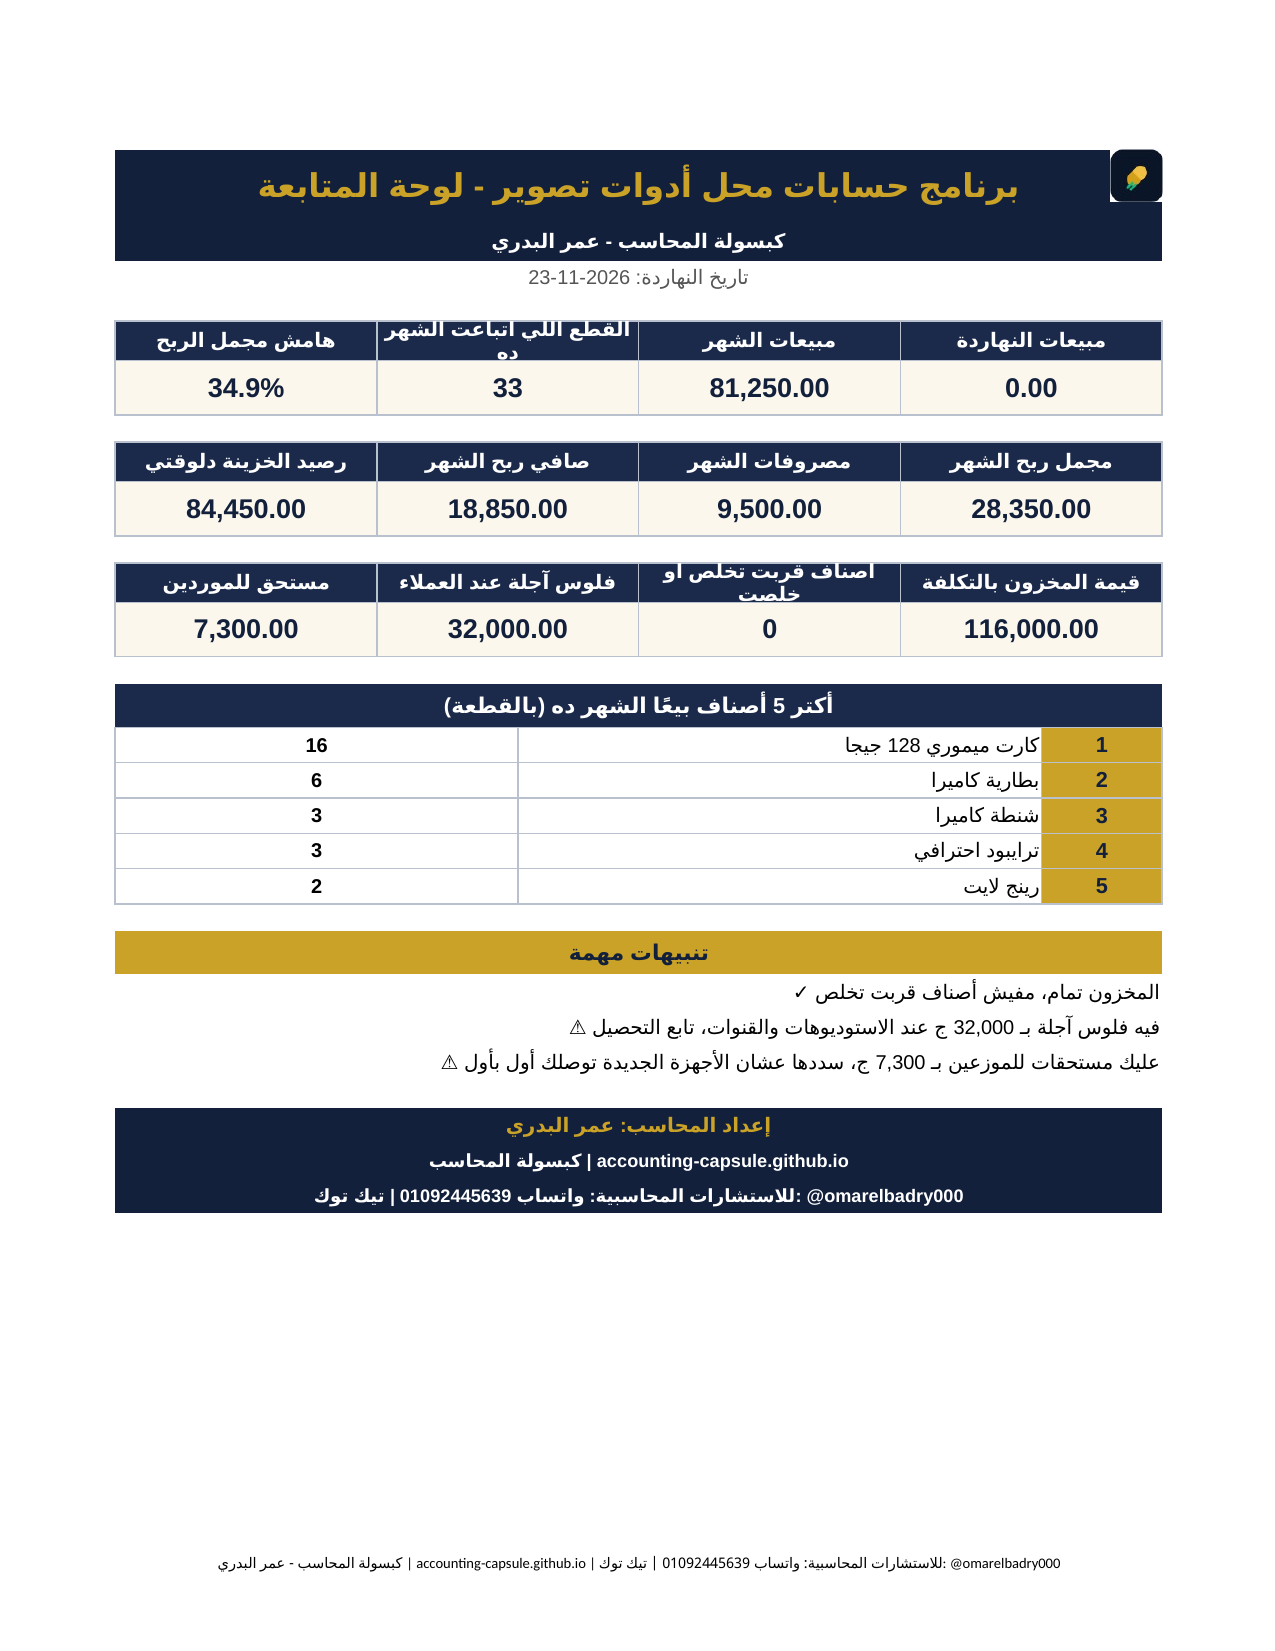 برنامج حسابات محل أدوات تصوير - لوحة المتابعة
كبسولة المحاسب - عمر البدري
تاريخ النهاردة: 2026-11-23
مبيعات النهاردة
مبيعات الشهر
القطع اللي اتباعت الشهر ده
هامش مجمل الربح
0.00
81,250.00
33
34.9%
مجمل ربح الشهر
مصروفات الشهر
صافي ربح الشهر
رصيد الخزينة دلوقتي
28,350.00
9,500.00
18,850.00
84,450.00
قيمة المخزون بالتكلفة
أصناف قربت تخلص أو خلصت
فلوس آجلة عند العملاء
مستحق للموردين
116,000.00
0
32,000.00
7,300.00
أكتر 5 أصناف بيعًا الشهر ده (بالقطعة)
1 كارت ميموري 128 جيجا 16
2 بطارية كاميرا 6
3 شنطة كاميرا 3
4 ترايبود احترافي 3
5 رينج لايت 2
تنبيهات مهمة
المخزون تمام، مفيش أصناف قربت تخلص ✓
فيه فلوس آجلة بـ 32,000 ج عند الاستوديوهات والقنوات، تابع التحصيل ⚠
عليك مستحقات للموزعين بـ 7,300 ج، سددها عشان الأجهزة الجديدة توصلك أول بأول ⚠
إعداد المحاسب: عمر البدري
كبسولة المحاسب | accounting-capsule.github.io
للاستشارات المحاسبية: واتساب 01092445639 | تيك توك: @omarelbadry000
كبسولة المحاسب - عمر البدري | accounting-capsule.github.io | للاستشارات المحاسبية: واتساب 01092445639 | تيك توك: @omarelbadry000